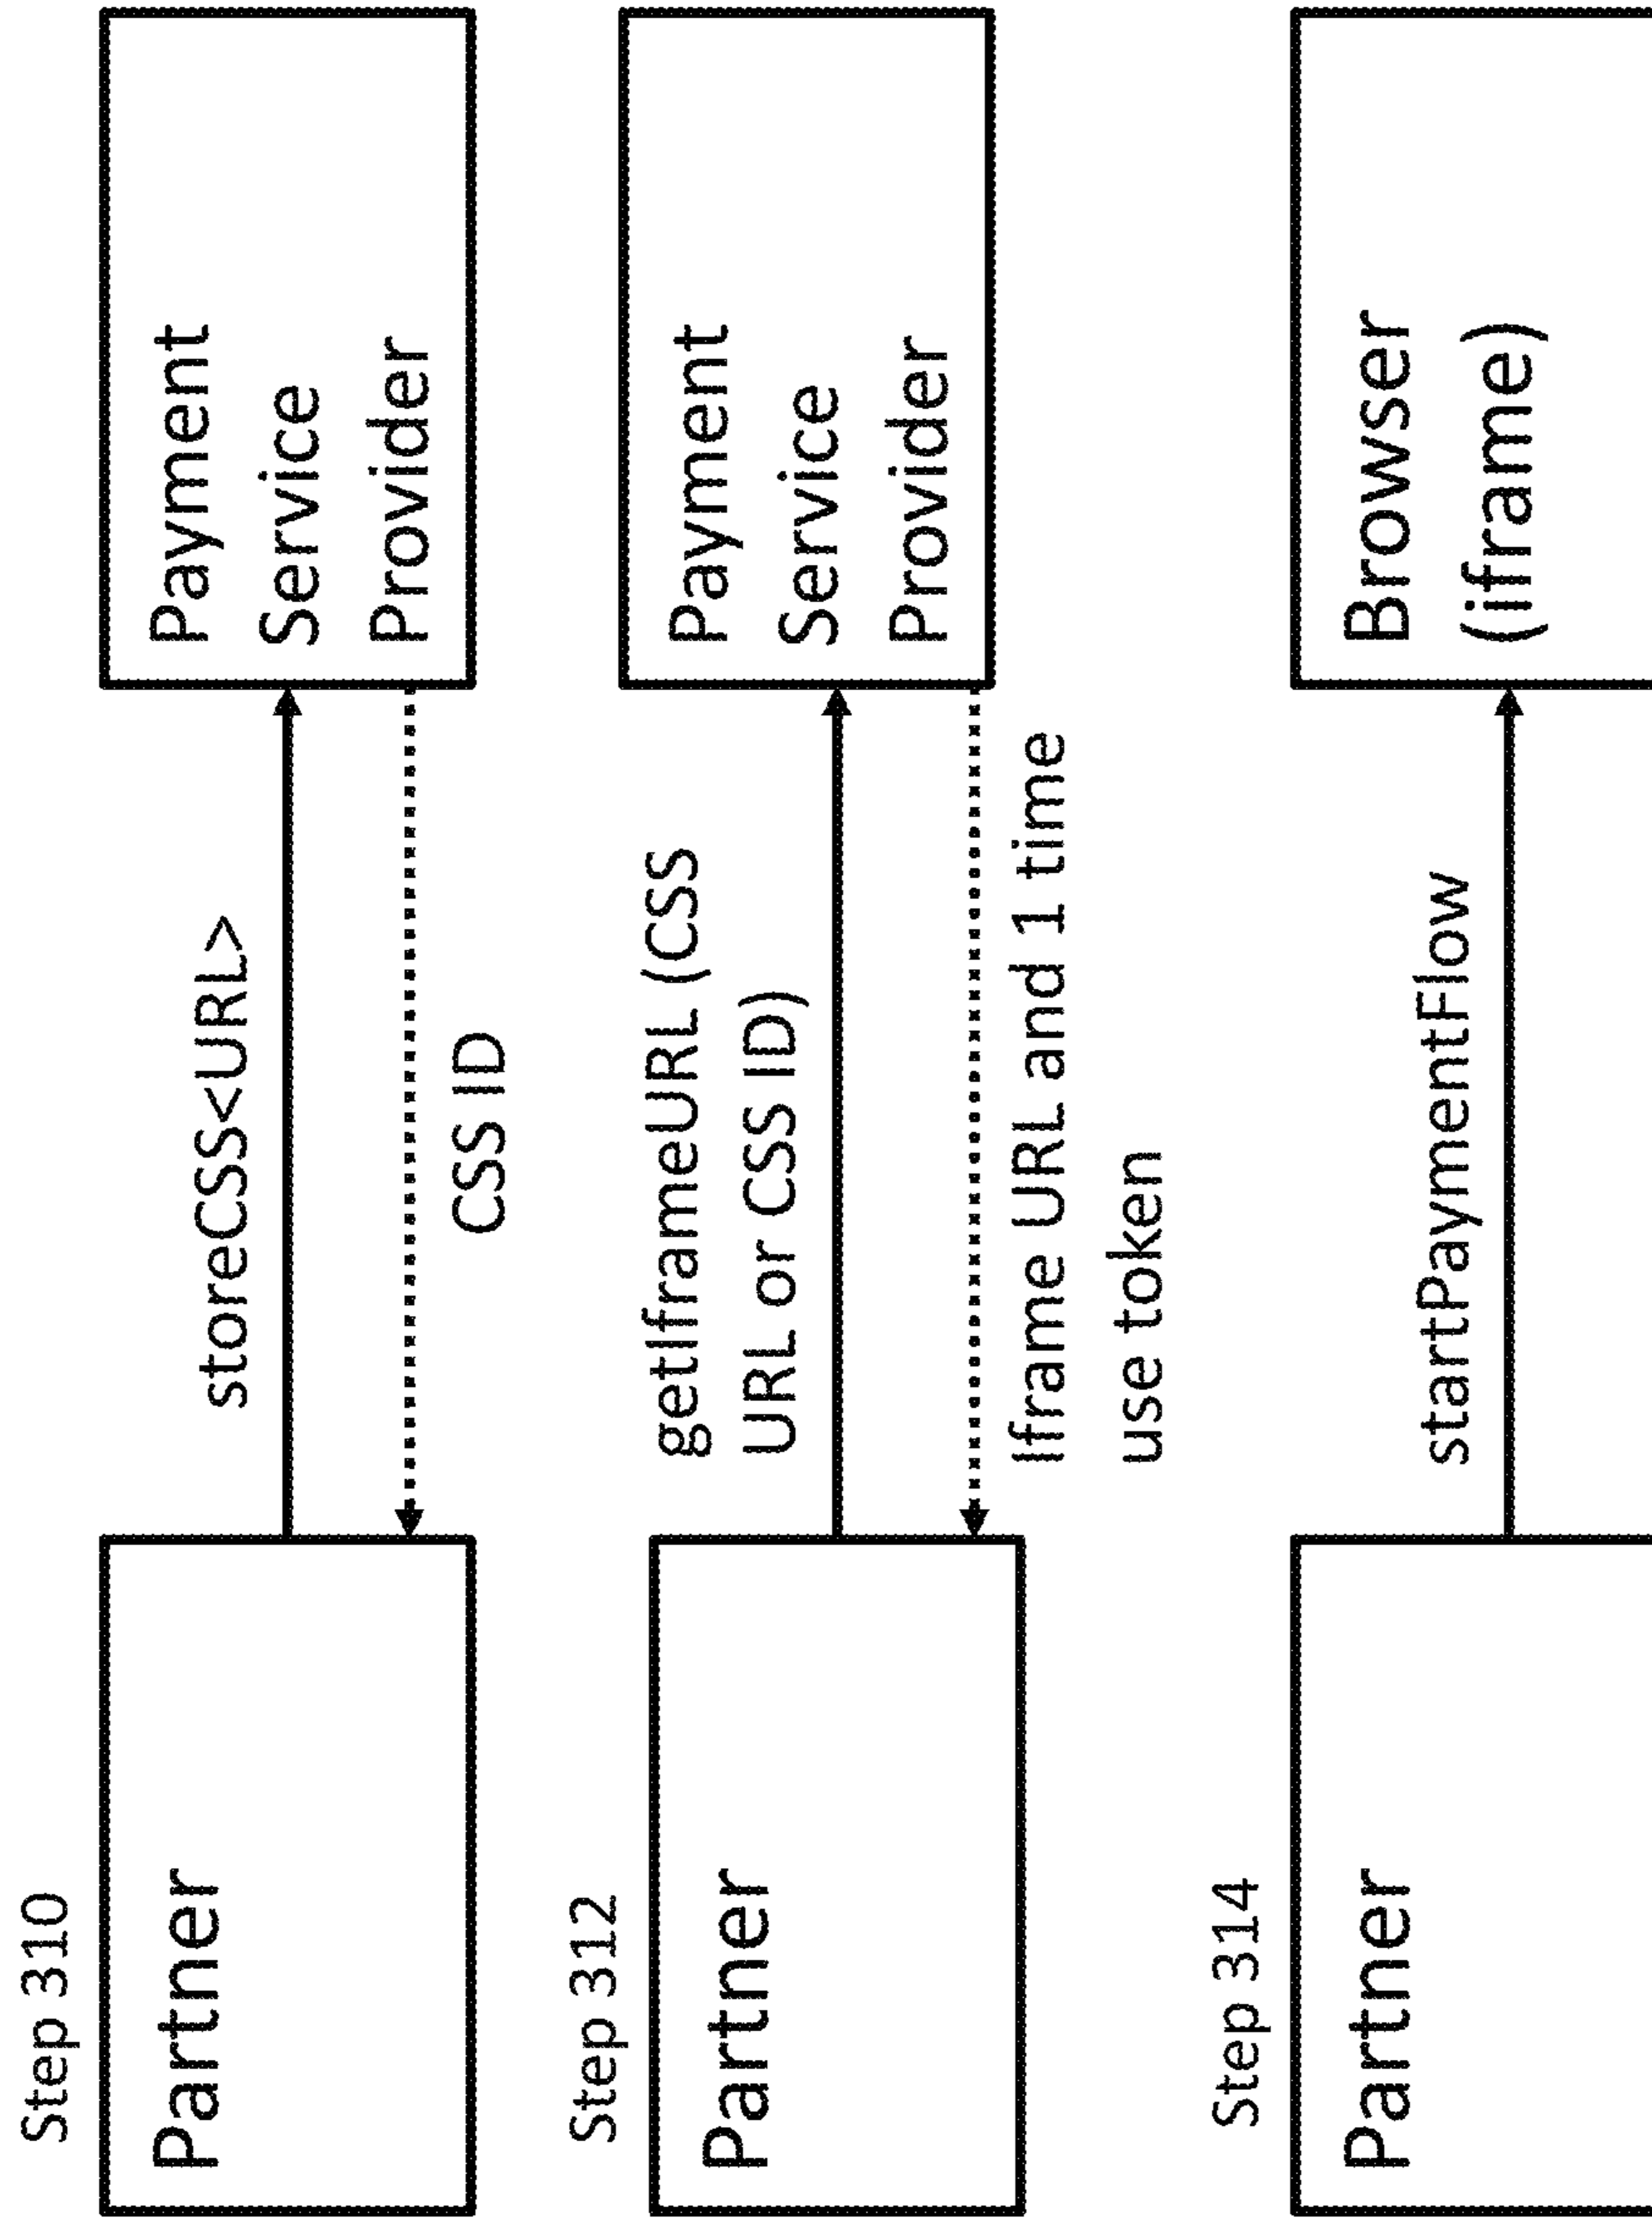 Step 310
Partner
storeCSS<URL>
CSS ID
Payment
Service
Provider
Step 312
Partner
getIframeURL (CSS
URL or CSS ID)
Iframe URL and 1 time
use token
Payment
Service
Provider
Step 314
Partner
startPaymentFlow
Browser
(iframe)